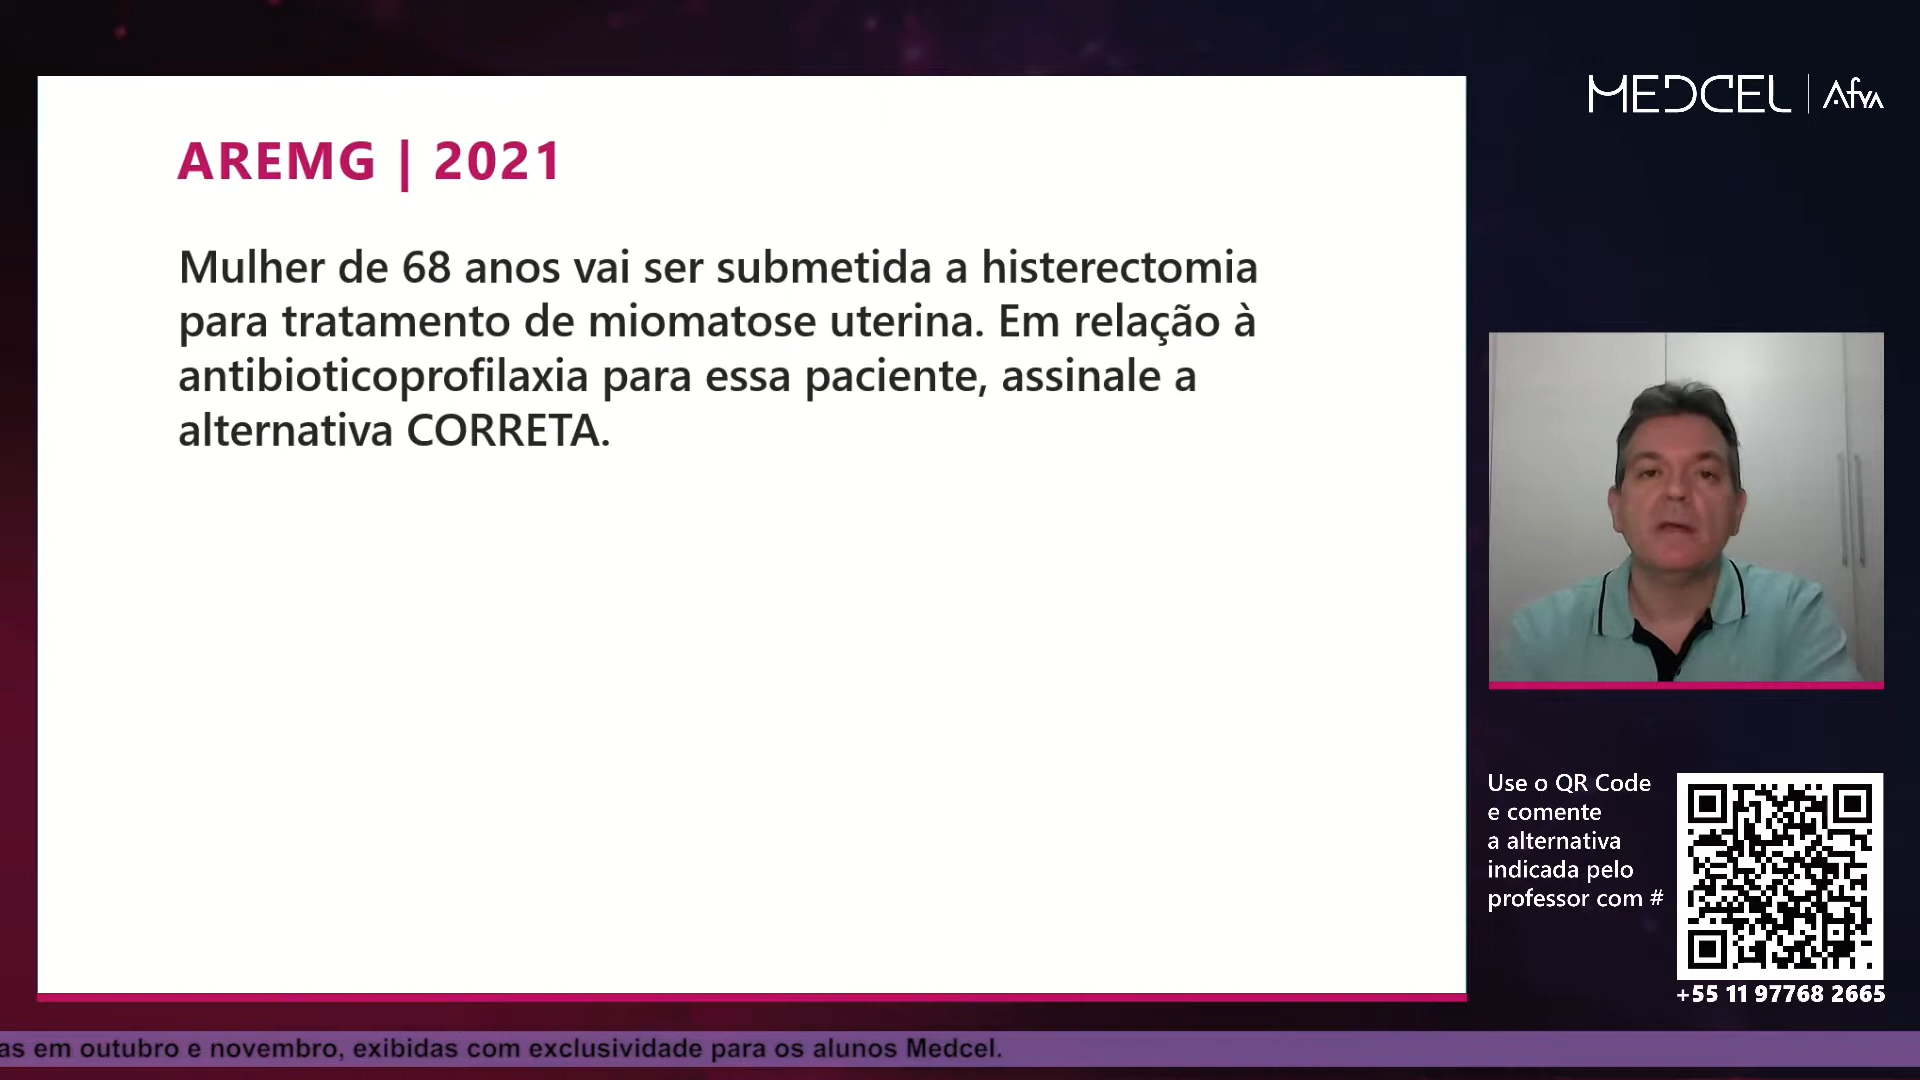 MEDCEL | Afya
AREMG | 2021
Mulher de 68 anos vai ser submetida a histerectomia
para tratamento de miomatose uterina. Em relação à
antibioticoprofilaxia para essa paciente, assinale a
alternativa CORRETA.
Use o QR Code
e comente
a alternativa
indicada pelo
professor com #
+55 11 97768 2665
as em outubro e novembro, exibidas com exclusividade para os alunos Medcel.